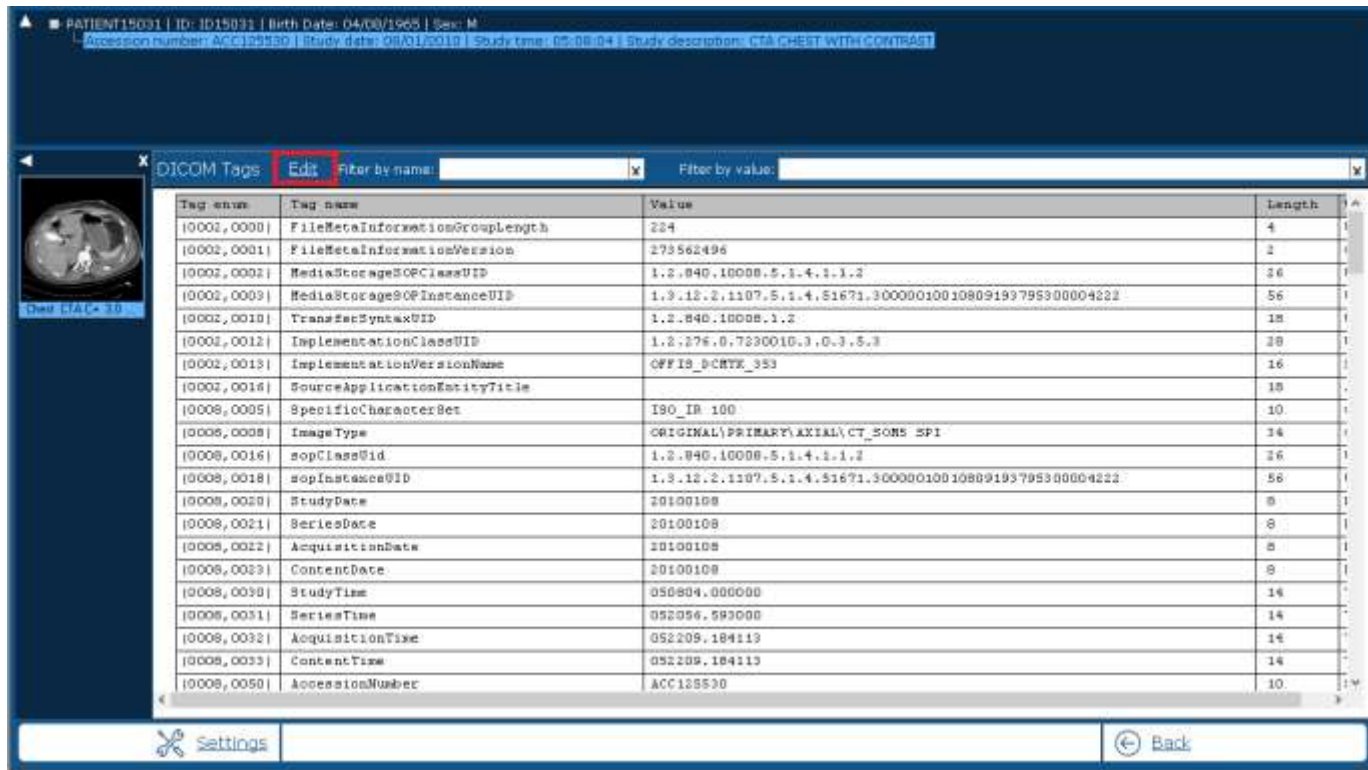 PATIENT15031 | ID: ID15031 | Birth Date: 04/08/1965 | Sex: M
Accession number: ACC125530 | Study date: 08/01/2010 | Study time: 05:08:04 | Study description: CTA CHEST WITH CONTRAST
x DICOM Tags Edit Filter by name: x Filter by value: x
Tag enum Tag name Value Length
(0002,0000) FileMetaInformationGroupLength 224 4
(0002,0001) FileMetaInformationVersion 273562496 2
(0002,0002) MediaStorageSOPClassUID 1.2.840.10008.5.1.4.1.1.2 26
(0002,0003) MediaStorageSOPInstanceUID 1.3.12.2.1107.5.1.4.51671.30000010010809193795300004222 56
(0002,0010) TransferSyntaxUID 1.2.840.10008.1.2 18
(0002,0012) ImplementationClassUID 1.2.276.0.7230010.3.0.3.5.3 28
(0002,0013) ImplementationVersionName OFFIS_DCMTK_353 16
(0002,0016) SourceApplicationEntityTitle 18
(0008,0005) SpecificCharacterSet ISO_IR 100 10
(0008,0008) ImageType ORIGINAL\PRIMARY\AXIAL\CT_SOM5 SPI 34
(0008,0016) sopClassUid 1.2.840.10008.5.1.4.1.1.2 26
(0008,0018) sopInstanceUID 1.3.12.2.1107.5.1.4.51671.30000010010809193795300004222 56
(0008,0020) StudyDate 20100108 8
(0008,0021) SeriesDate 20100108 8
(0008,0022) AcquisitionDate 20100108 8
(0008,0023) ContentDate 20100108 8
(0008,0030) StudyTime 050804.000000 14
(0008,0031) SeriesTime 052056.593000 14
(0008,0032) AcquisitionTime 052209.184113 14
(0008,0033) ContentTime 052209.184113 14
(0008,0050) AccessionNumber ACC125530 10
Chest CTA C+ 3.0 ...
Settings
Back